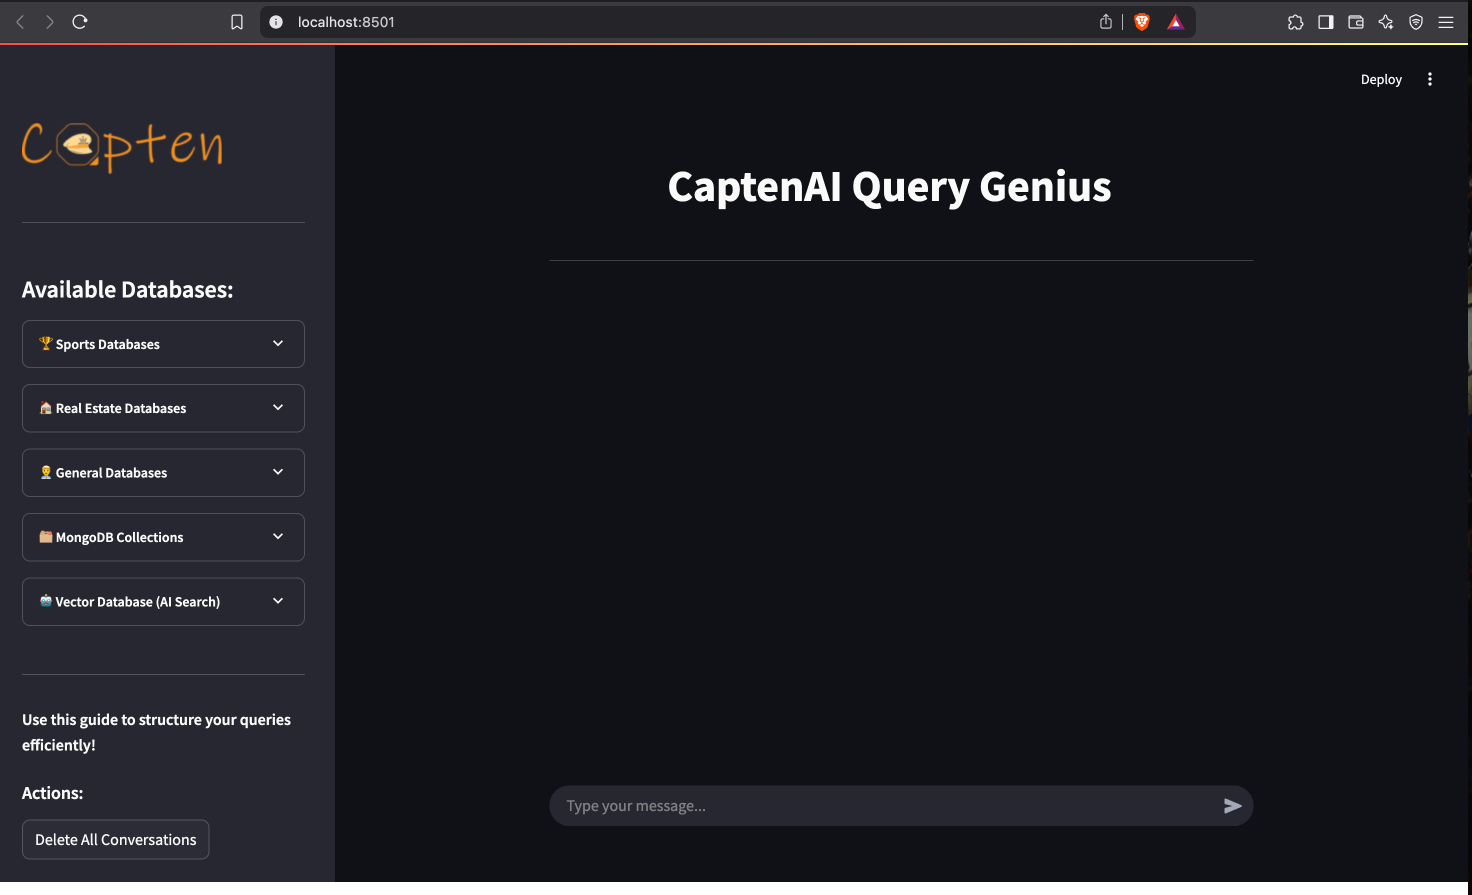 localhost:8501
Deploy
Capten
CaptenAI Query Genius
Available Databases:
Sports Databases
Real Estate Databases
General Databases
MongoDB Collections
Vector Database (AI Search)
Use this guide to structure your queries
efficiently!
Actions:
Delete All Conversations
Type your message...